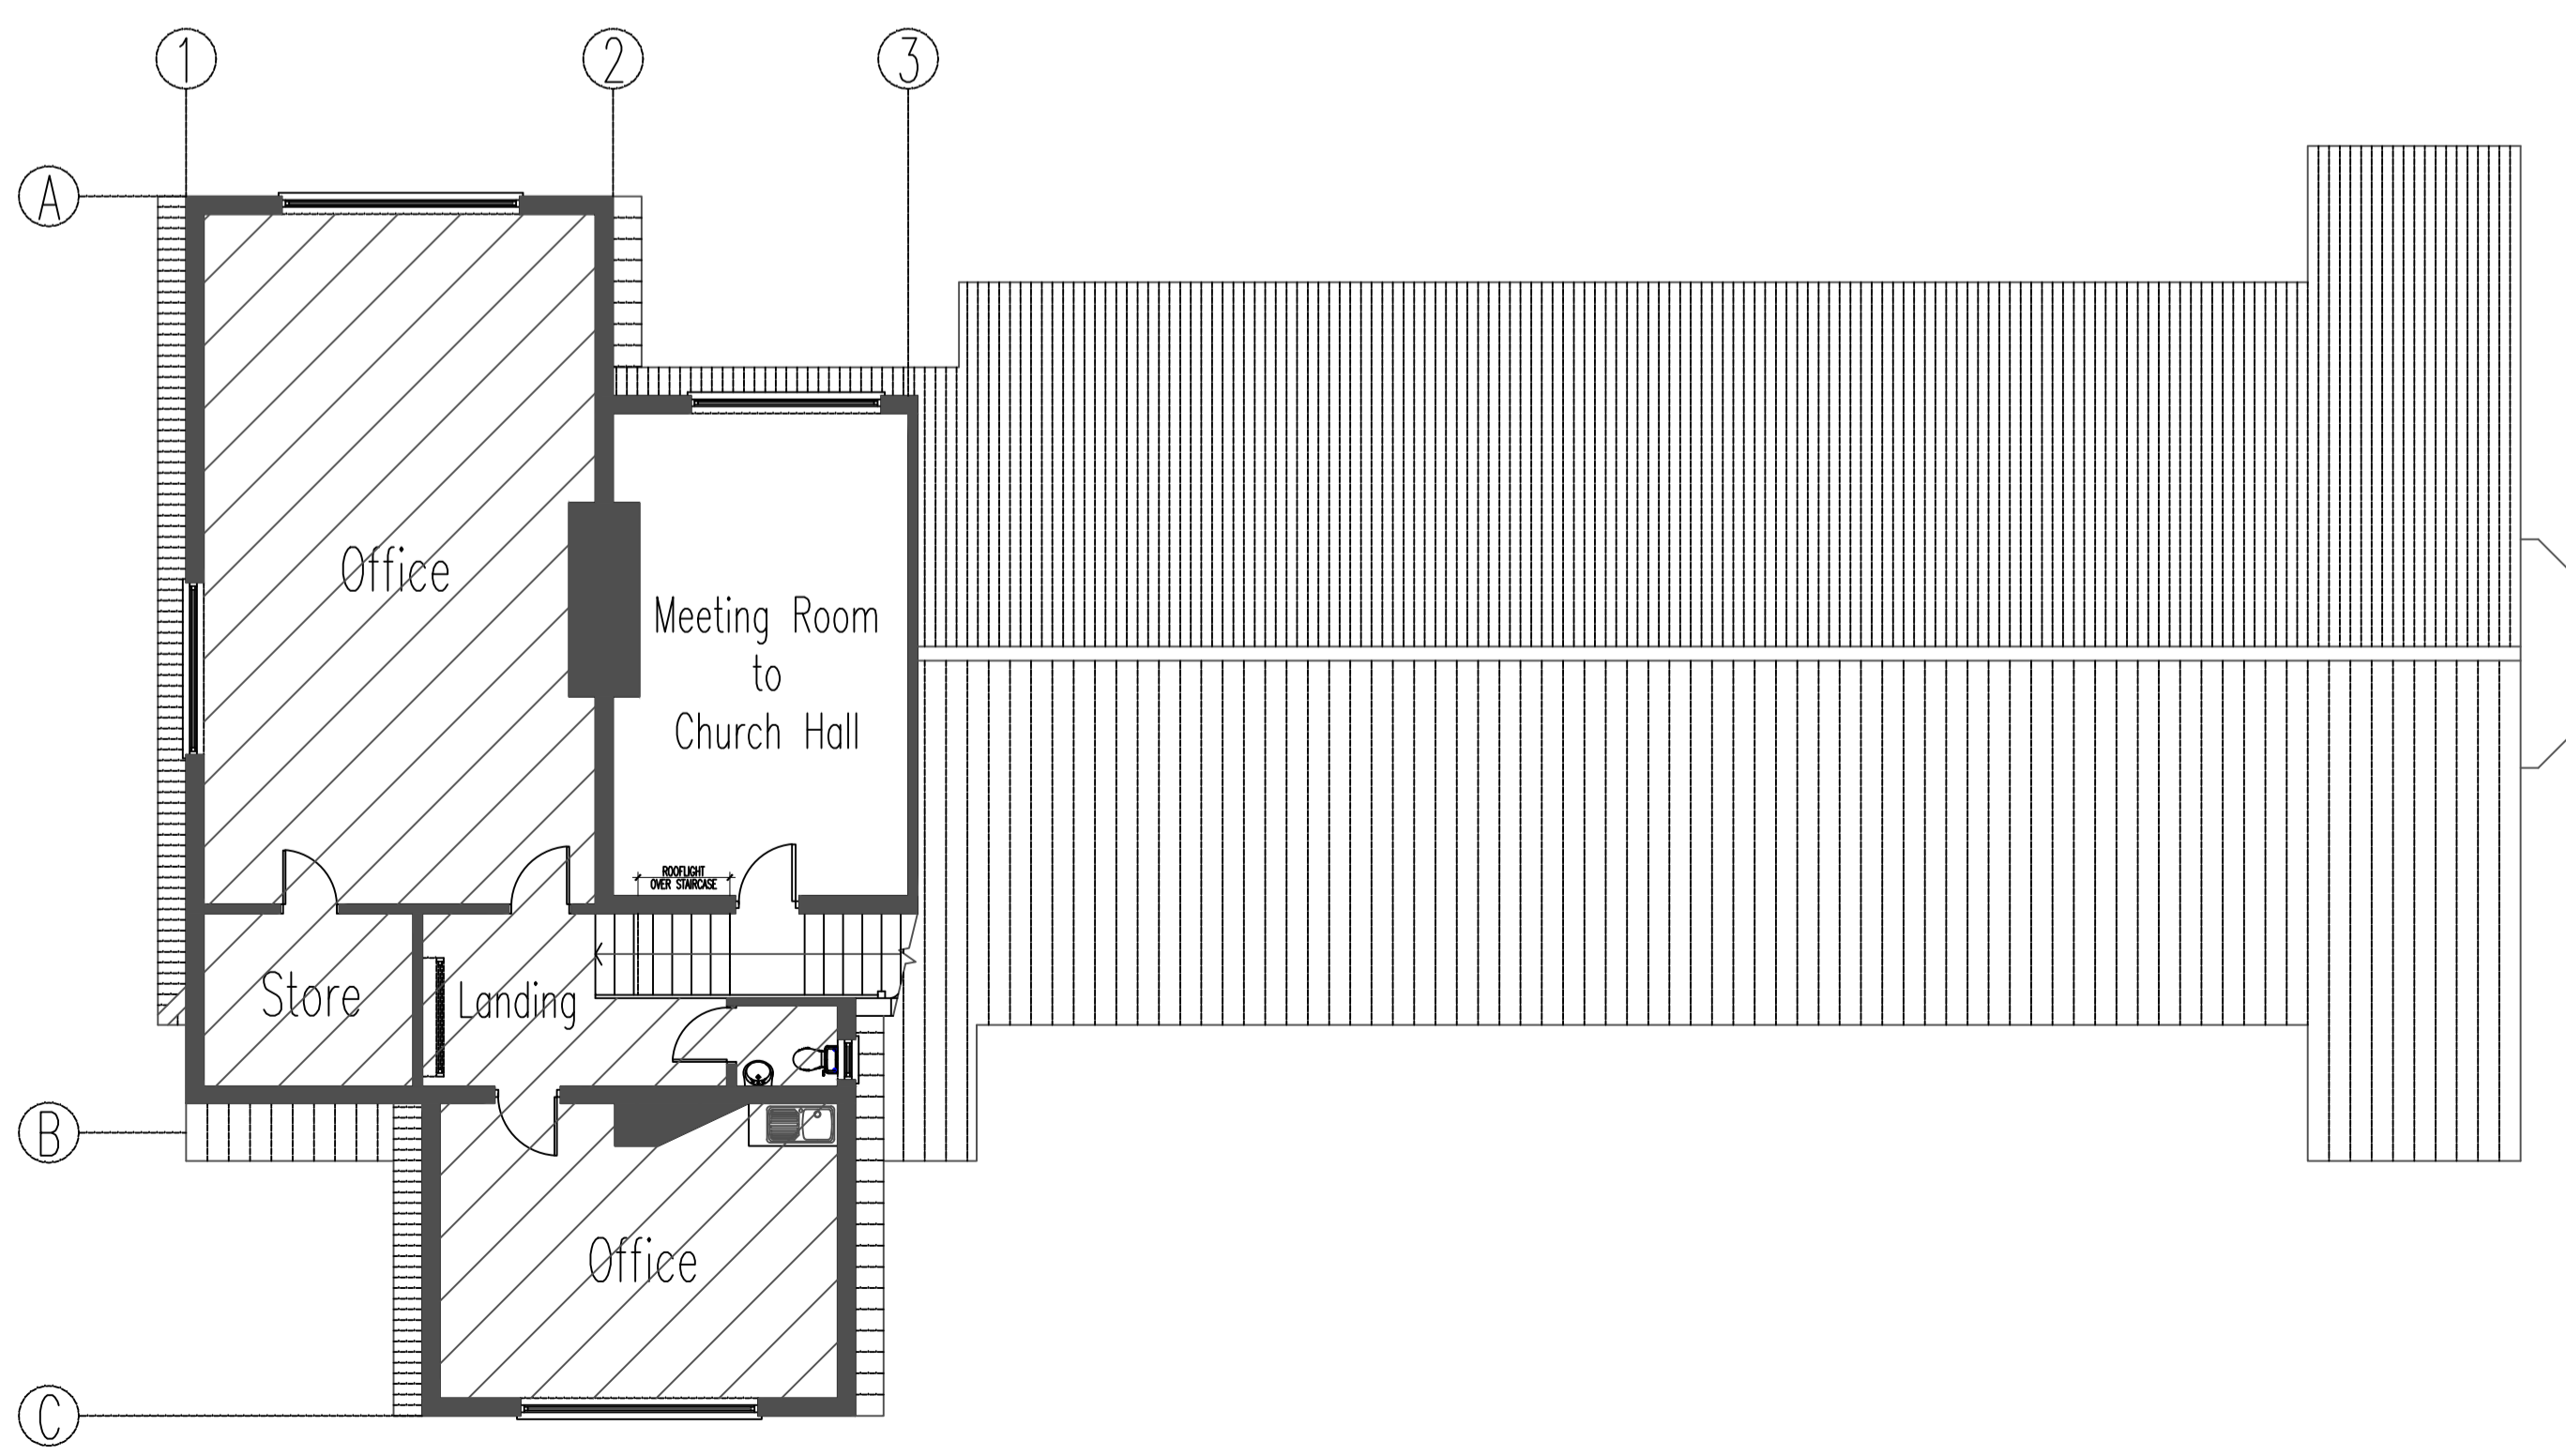 1
2
3
A
Office
Meeting Room
to
Church Hall
ROOFLIGHT
OVER STAIRCASE
Store
Landing
B
Office
C